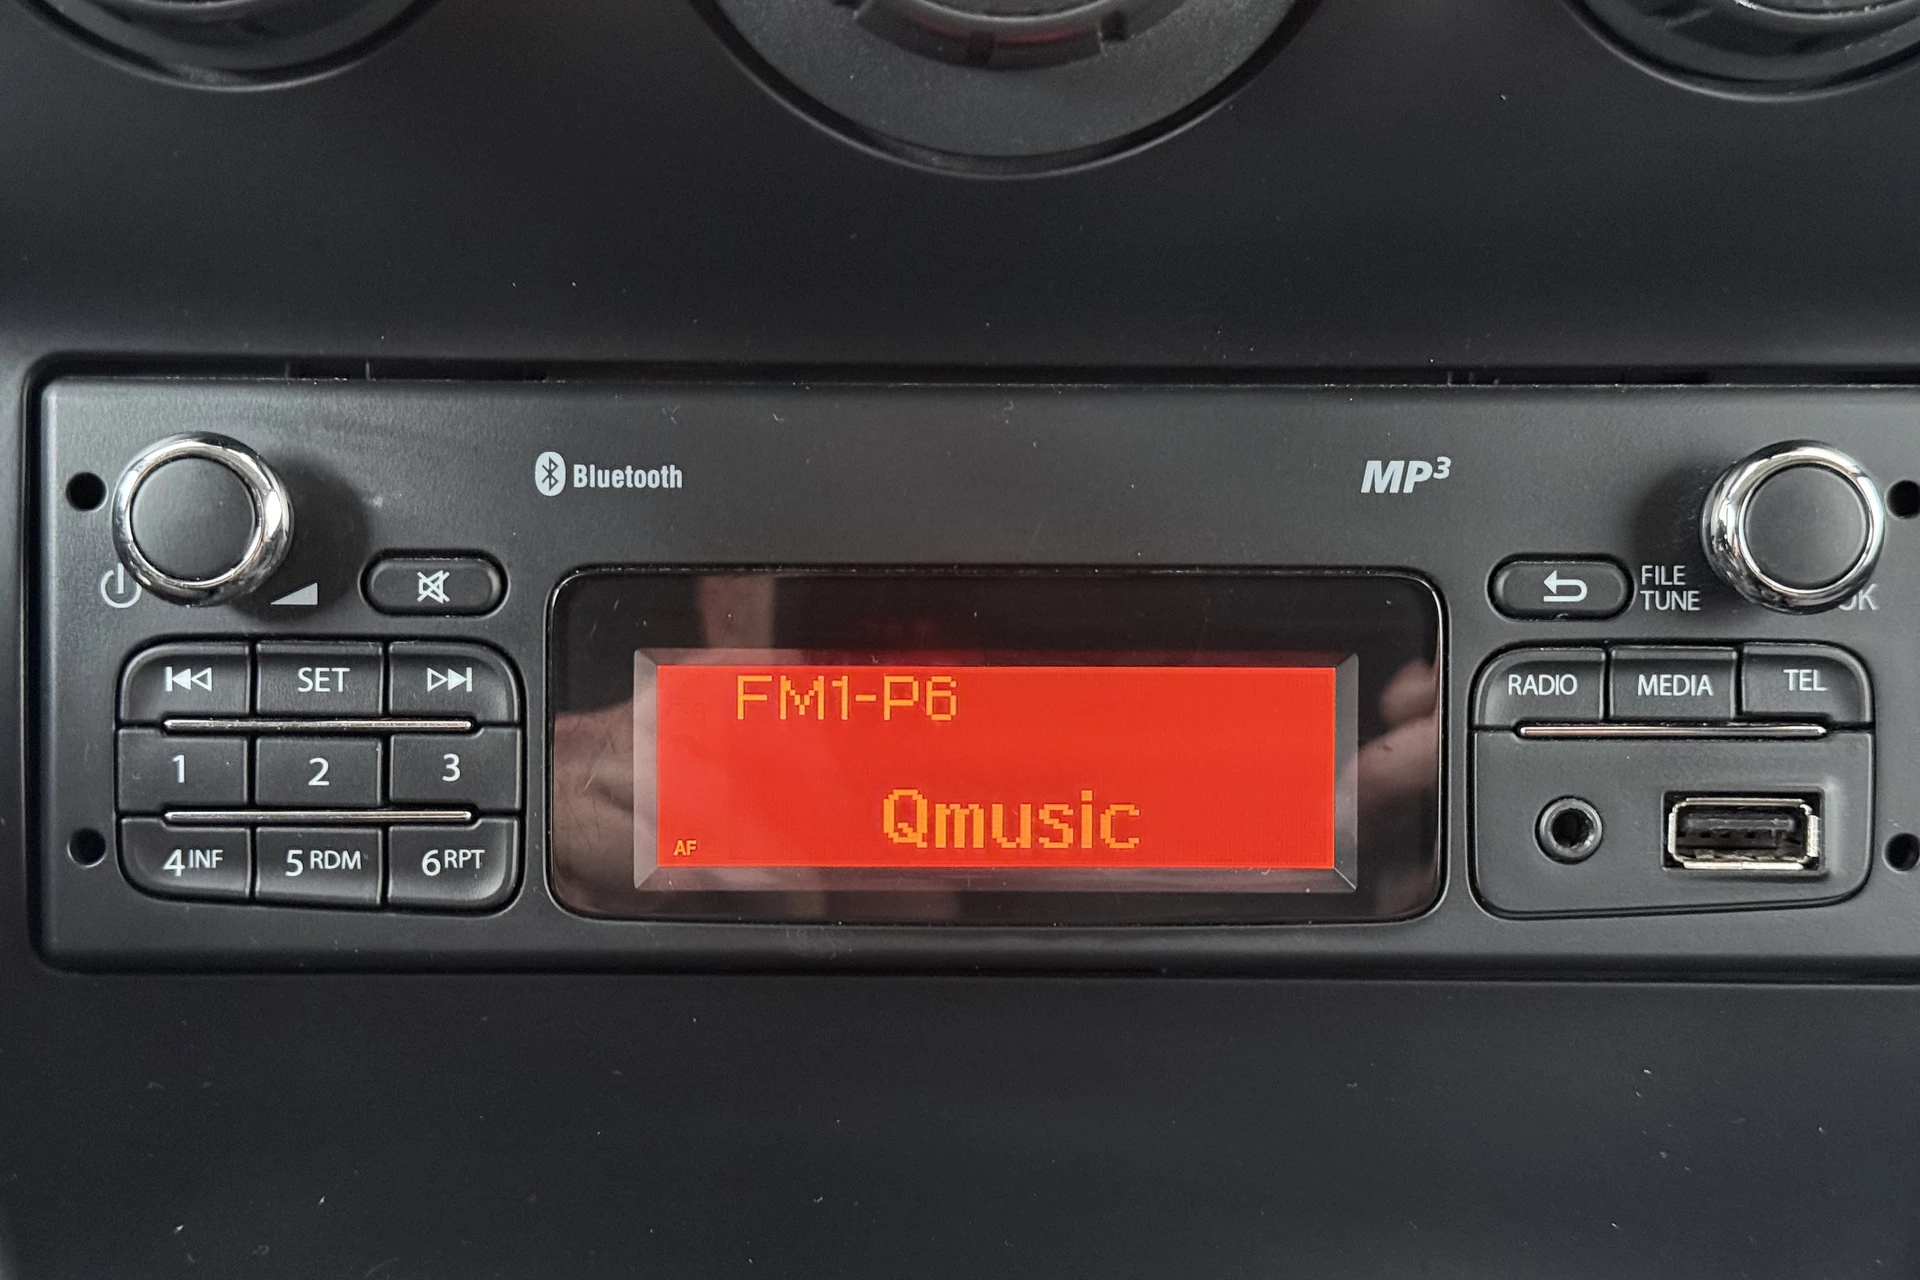 Bluetooth
MP3
FILE
TUNE
OK
SET
RADIO
MEDIA
TEL
FM1-P6
1
2
3
Qmusic
AF
4 INF
5 RDM
6 RPT